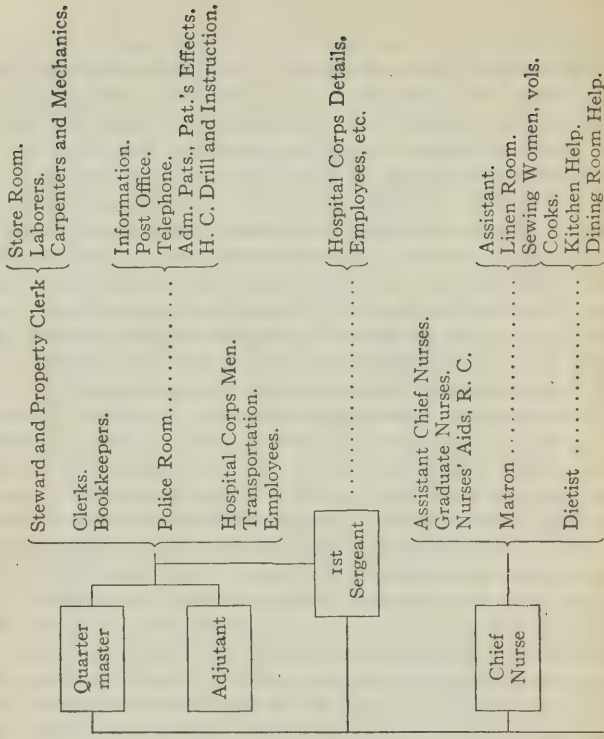 Quarter
master
Adjutant
1st
Sergeant
Chief
Nurse
Steward and Property Clerk
Clerks.
Bookkeepers.
Police Room...........
Hospital Corps Men.
Transportation.
Employees.
Store Room.
Laborers.
Carpenters and Mechanics.
Information.
Post Office.
Telephone.
Adm. Pats., Pat.'s Effects.
H. C. Drill and Instruction.
Hospital Corps Details.
Employees, etc.
Assistant Chief Nurses.
Graduate Nurses.
Nurses' Aids, R. C.
Matron ..................
Dietist ..................
Assistant.
Linen Room.
Sewing Women, vols.
Cooks.
Kitchen Help.
Dining Room Help.